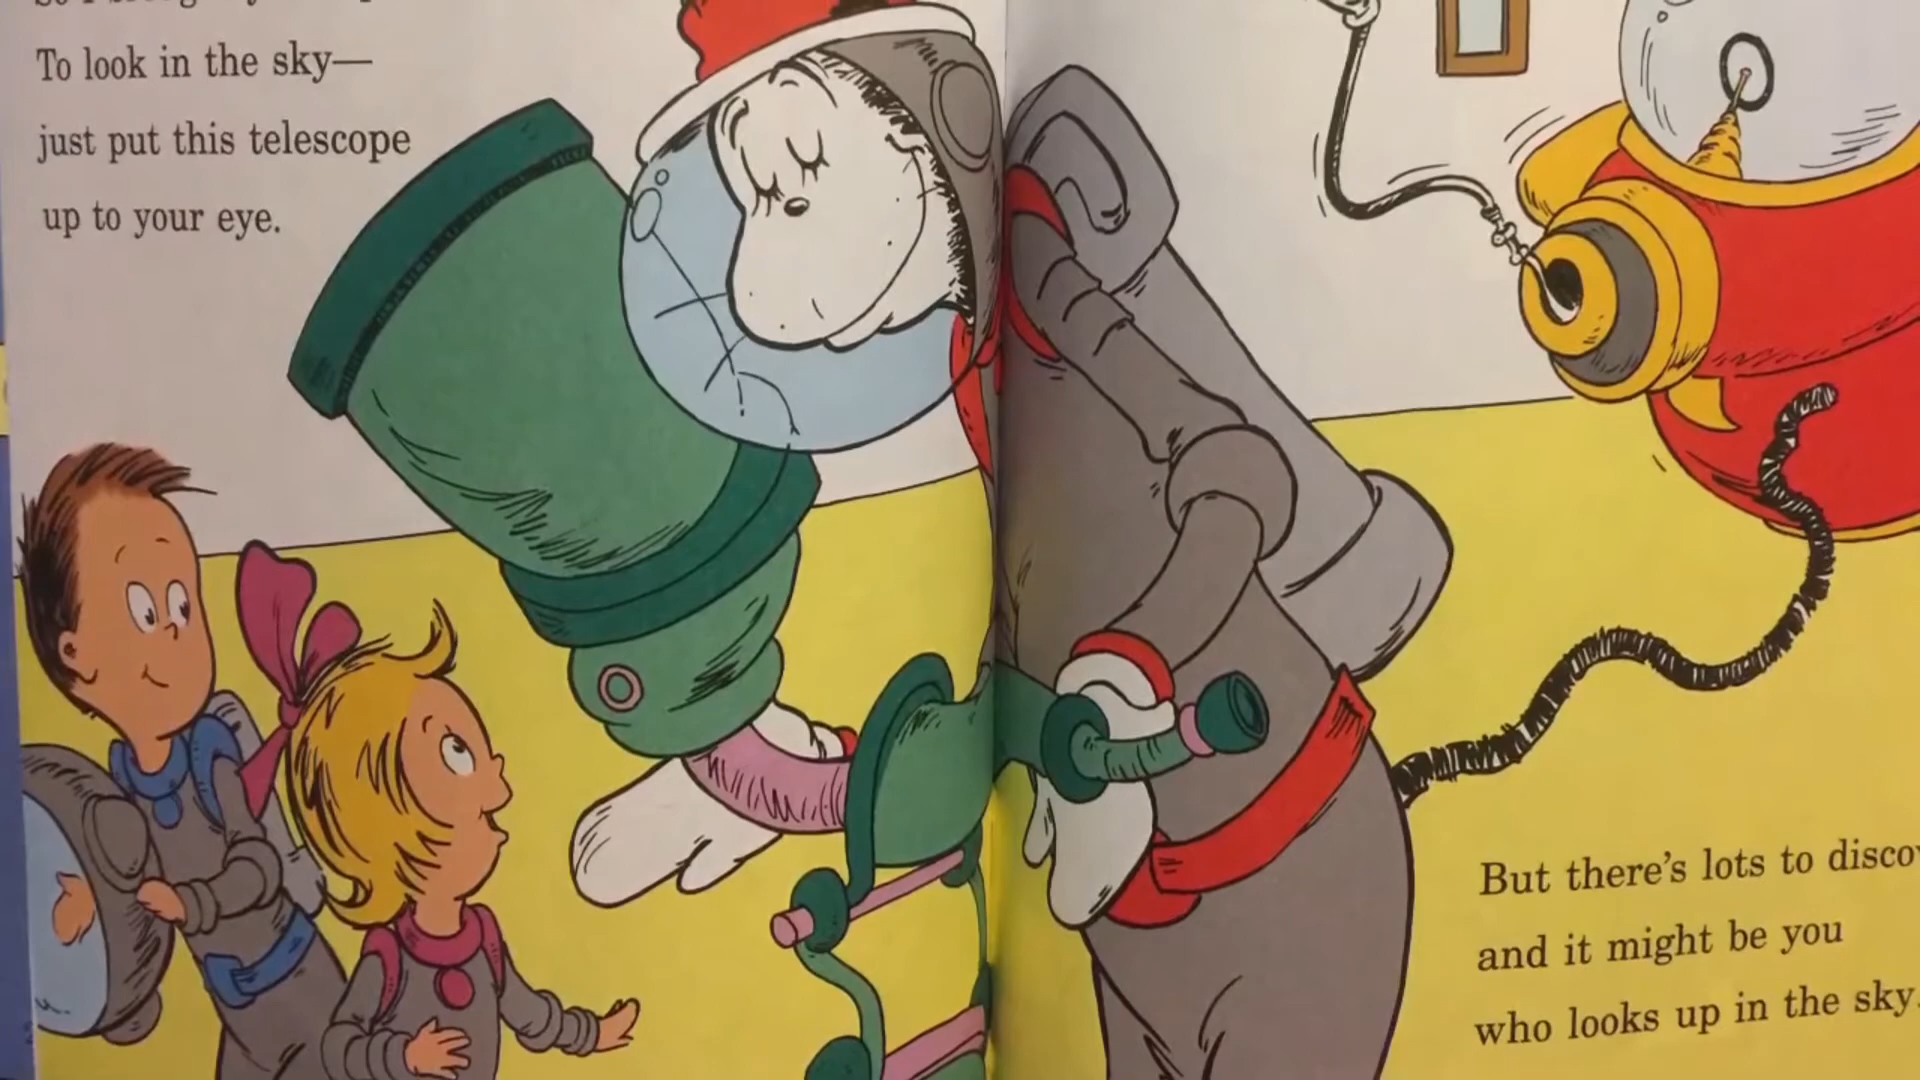 To look in the sky—
just put this telescope
up to your eye.
But there's lots to
and it might be you
who looks up in the sky